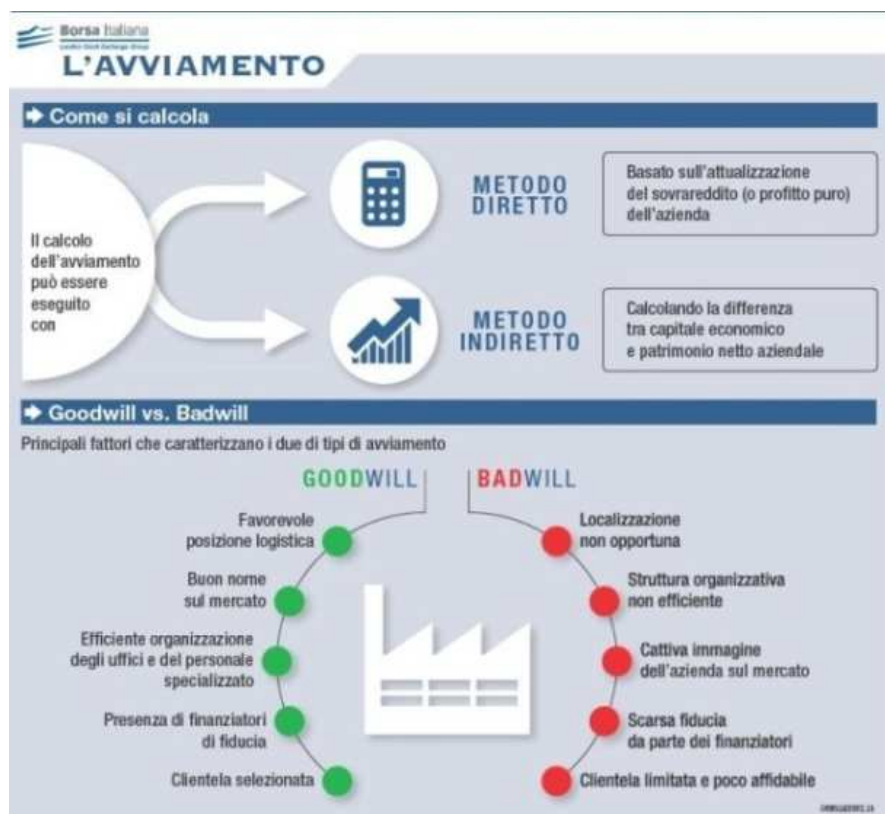 Borsa Italiana
London Stock Exchange Group
L'AVVIAMENTO
Come si calcola
Il calcolo
dell'avviamento
può essere
eseguito
con
METODO
DIRETTO
Basato sull'attualizzazione
del sovrareddito (o profitto puro)
dell'azienda
METODO
INDIRETTO
Calcolando la differenza
tra capitale economico
e patrimonio netto aziendale
Goodwill vs. Badwill
Principali fattori che caratterizzano i due di tipi di avviamento
GOODWILL
BADWILL
Favorevole
posizione logistica
Buon nome
sul mercato
Efficiente organizzazione
degli uffici e del personale
specializzato
Presenza di finanziatori
di fiducia
Clientela selezionata
Localizzazione
non opportuna
Struttura organizzativa
non efficiente
Cattiva immagine
dell'azienda sul mercato
Scarsa fiducia
da parte dei finanziatori
Clientela limitata e poco affidabile